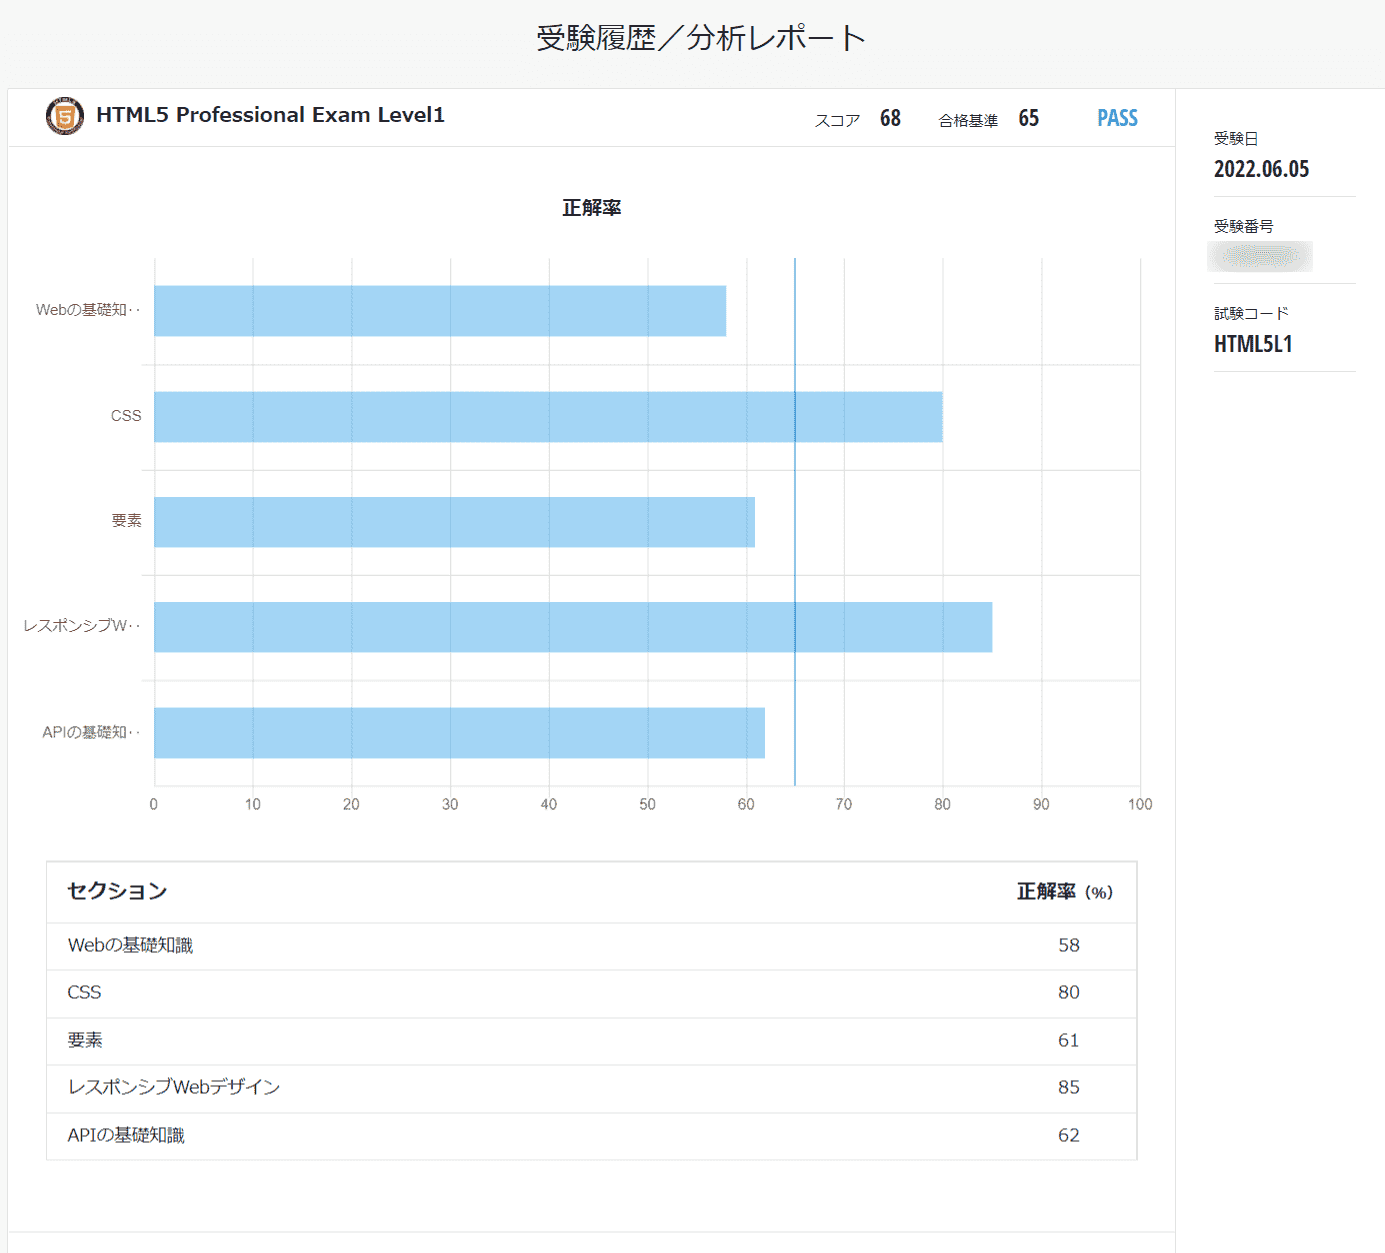 受験履歴／分析レポート
HTML5 Professional Exam Level1
スコア 68 合格基準 65 PASS
受験日
2022.06.05
受験番号
試験コード
HTML5L1
正解率
Webの基礎知‥
CSS
要素
レスポンシブW‥
APIの基礎知‥
0 10 20 30 40 50 60 70 80 90 100
セクション 正解率（%）
Webの基礎知識 58
CSS 80
要素 61
レスポンシブWebデザイン 85
APIの基礎知識 62